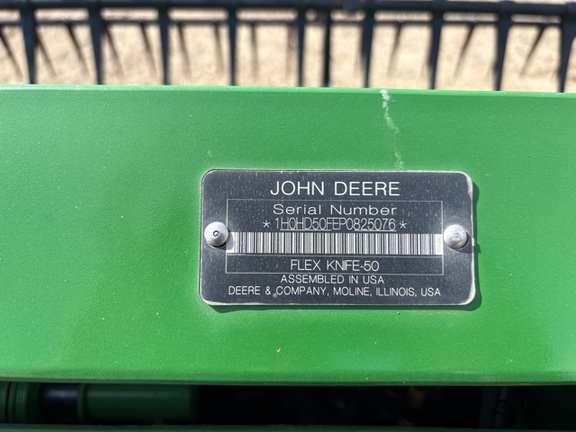 JOHN DEERE
Serial Number
*1H0HD50FEP0825076*
FLEX KNIFE-50
ASSEMBLED IN USA
DEERE & COMPANY, MOLINE, ILLINOIS, USA